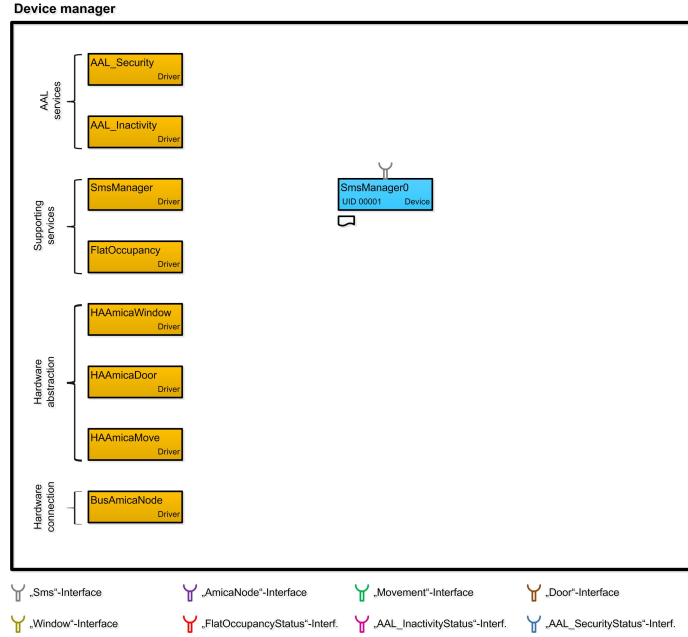 Device manager
AAL
services
AAL_Security
Driver
AAL_Inactivity
Driver
Supporting
services
SmsManager
Driver
FlatOccupancy
Driver
SmsManager0
UID 00001 Device
Hardware
abstraction
HAAmicaWindow
Driver
HAAmicaDoor
Driver
HAAmicaMove
Driver
Hardware
connection
BusAmicaNode
Driver
„Sms“-Interface
„AmicaNode“-Interface
„Movement“-Interface
„Door“-Interface
„Window“-Interface
„FlatOccupancyStatus“-Interf.
„AAL_InactivityStatus“-Interf.
„AAL_SecurityStatus“-Interf.